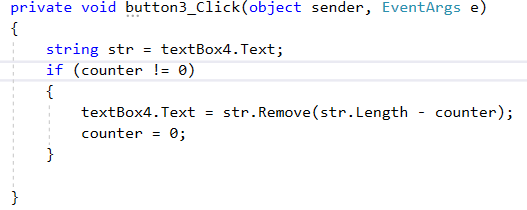 private void button3_Click(object sender, EventArgs e)
{
    string str = textBox4.Text;
    if (counter != 0)
    {
        textBox4.Text = str.Remove(str.Length - counter);
        counter = 0;
    }
}